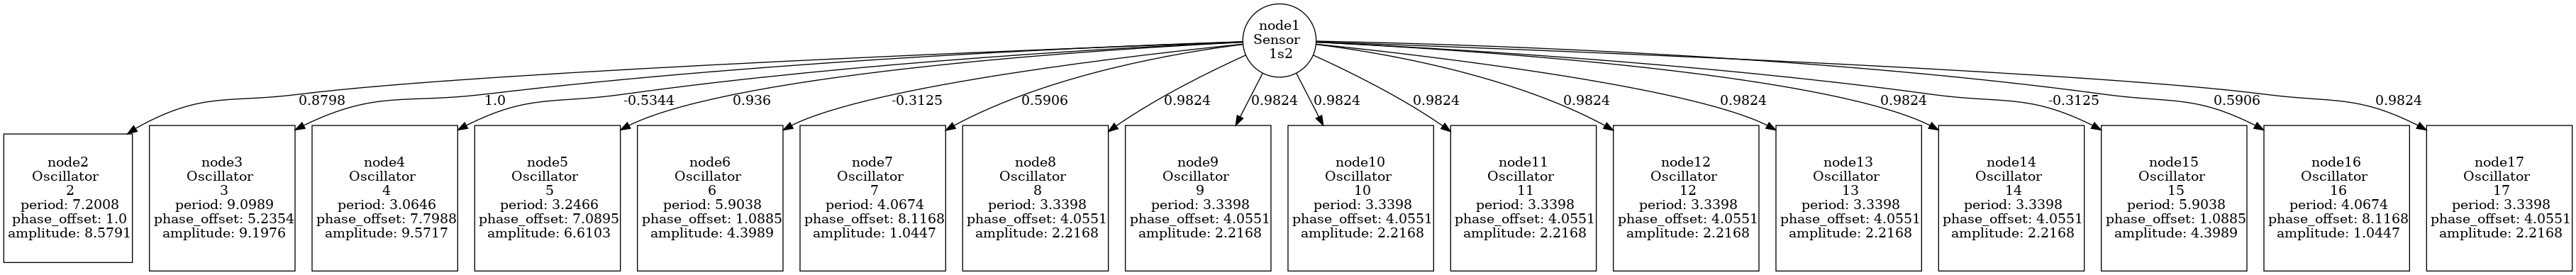 node1
Sensor
1s2
0.8798
1.0
-0.5344
0.936
-0.3125
0.5906
0.9824
0.9824
0.9824
0.9824
0.9824
0.9824
0.9824
-0.3125
0.5906
0.9824
node2
Oscillator
2
period: 7.2008
phase_offset: 1.0
amplitude: 8.5791
node3
Oscillator
3
period: 9.0989
phase_offset: 5.2354
amplitude: 9.1976
node4
Oscillator
4
period: 3.0646
phase_offset: 7.7988
amplitude: 9.5717
node5
Oscillator
5
period: 3.2466
phase_offset: 7.0895
amplitude: 6.6103
node6
Oscillator
6
period: 5.9038
phase_offset: 1.0885
amplitude: 4.3989
node7
Oscillator
7
period: 4.0674
phase_offset: 8.1168
amplitude: 1.0447
node8
Oscillator
8
period: 3.3398
phase_offset: 4.0551
amplitude: 2.2168
node9
Oscillator
9
period: 3.3398
phase_offset: 4.0551
amplitude: 2.2168
node10
Oscillator
10
period: 3.3398
phase_offset: 4.0551
amplitude: 2.2168
node11
Oscillator
11
period: 3.3398
phase_offset: 4.0551
amplitude: 2.2168
node12
Oscillator
12
period: 3.3398
phase_offset: 4.0551
amplitude: 2.2168
node13
Oscillator
13
period: 3.3398
phase_offset: 4.0551
amplitude: 2.2168
node14
Oscillator
14
period: 3.3398
phase_offset: 4.0551
amplitude: 2.2168
node15
Oscillator
15
period: 5.9038
phase_offset: 1.0885
amplitude: 4.3989
node16
Oscillator
16
period: 4.0674
phase_offset: 8.1168
amplitude: 1.0447
node17
Oscillator
17
period: 3.3398
phase_offset: 4.0551
amplitude: 2.2168